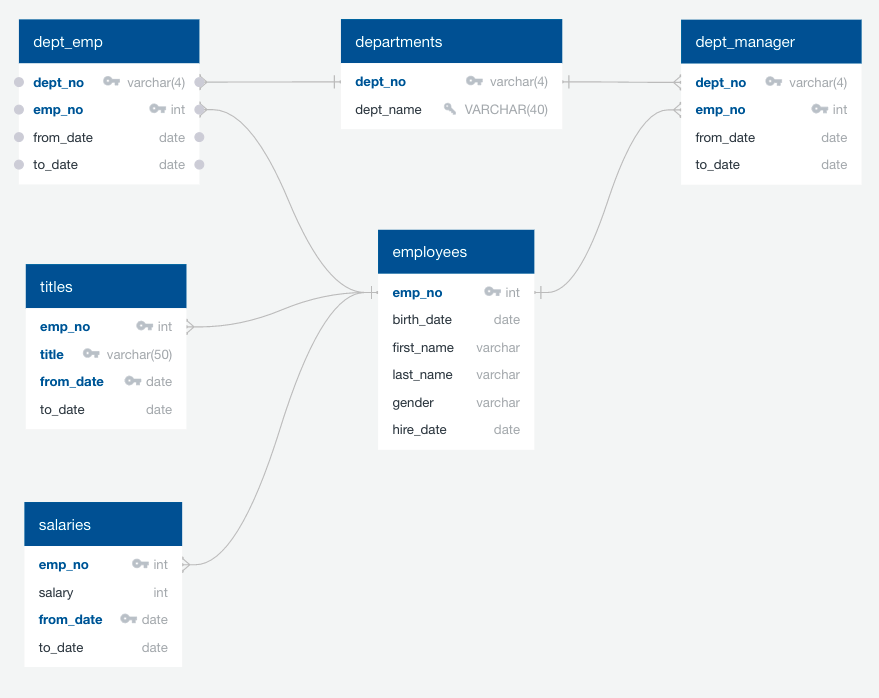 dept_emp
dept_no varchar(4)
emp_no int
from_date date
to_date date
departments
dept_no varchar(4)
dept_name VARCHAR(40)
dept_manager
dept_no varchar(4)
emp_no int
from_date date
to_date date
employees
emp_no int
birth_date date
first_name varchar
last_name varchar
gender varchar
hire_date date
titles
emp_no int
title varchar(50)
from_date date
to_date date
salaries
emp_no int
salary int
from_date date
to_date date